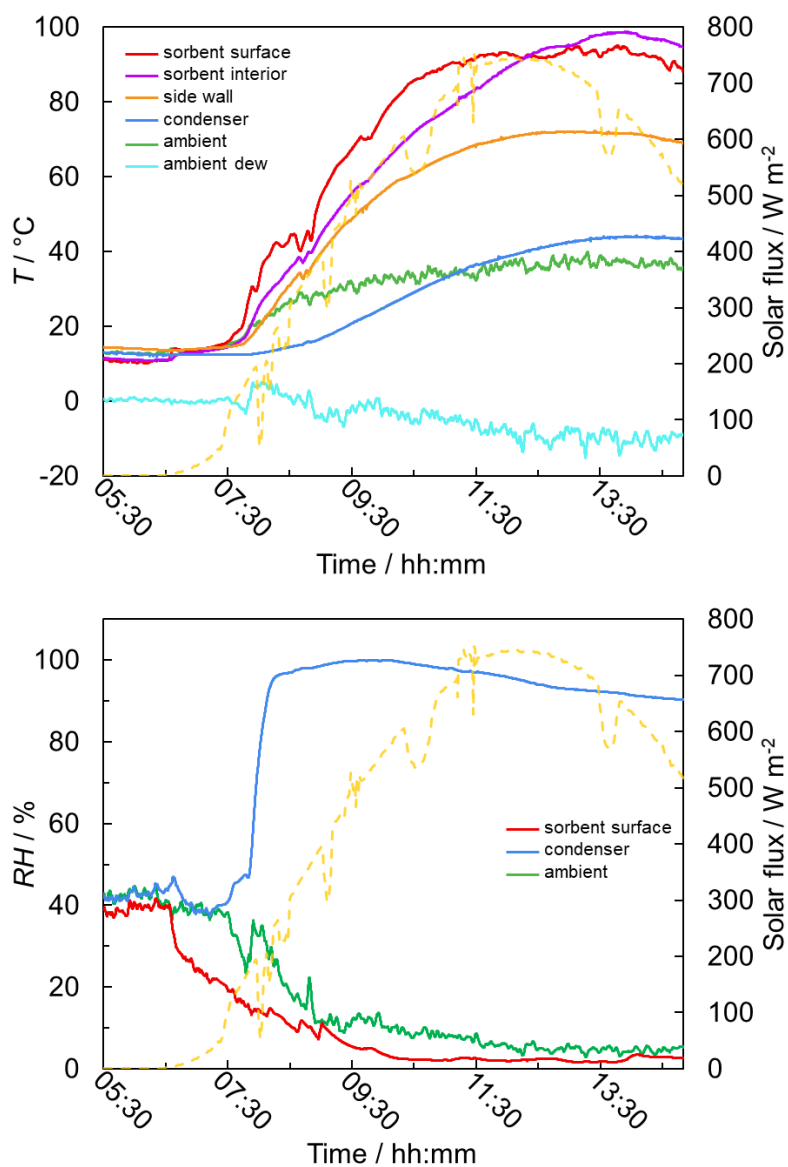 100
80
60
40
20
0
-20
T / °C
sorbent surface
sorbent interior
side wall
condenser
ambient
ambient dew
800
700
600
500
400
300
200
100
0
Solar flux / W m-2
05:30
07:30
09:30
11:30
13:30
Time / hh:mm
100
80
60
40
20
0
RH / %
sorbent surface
condenser
ambient
800
700
600
500
400
300
200
100
0
Solar flux / W m-2
05:30
07:30
09:30
11:30
13:30
Time / hh:mm